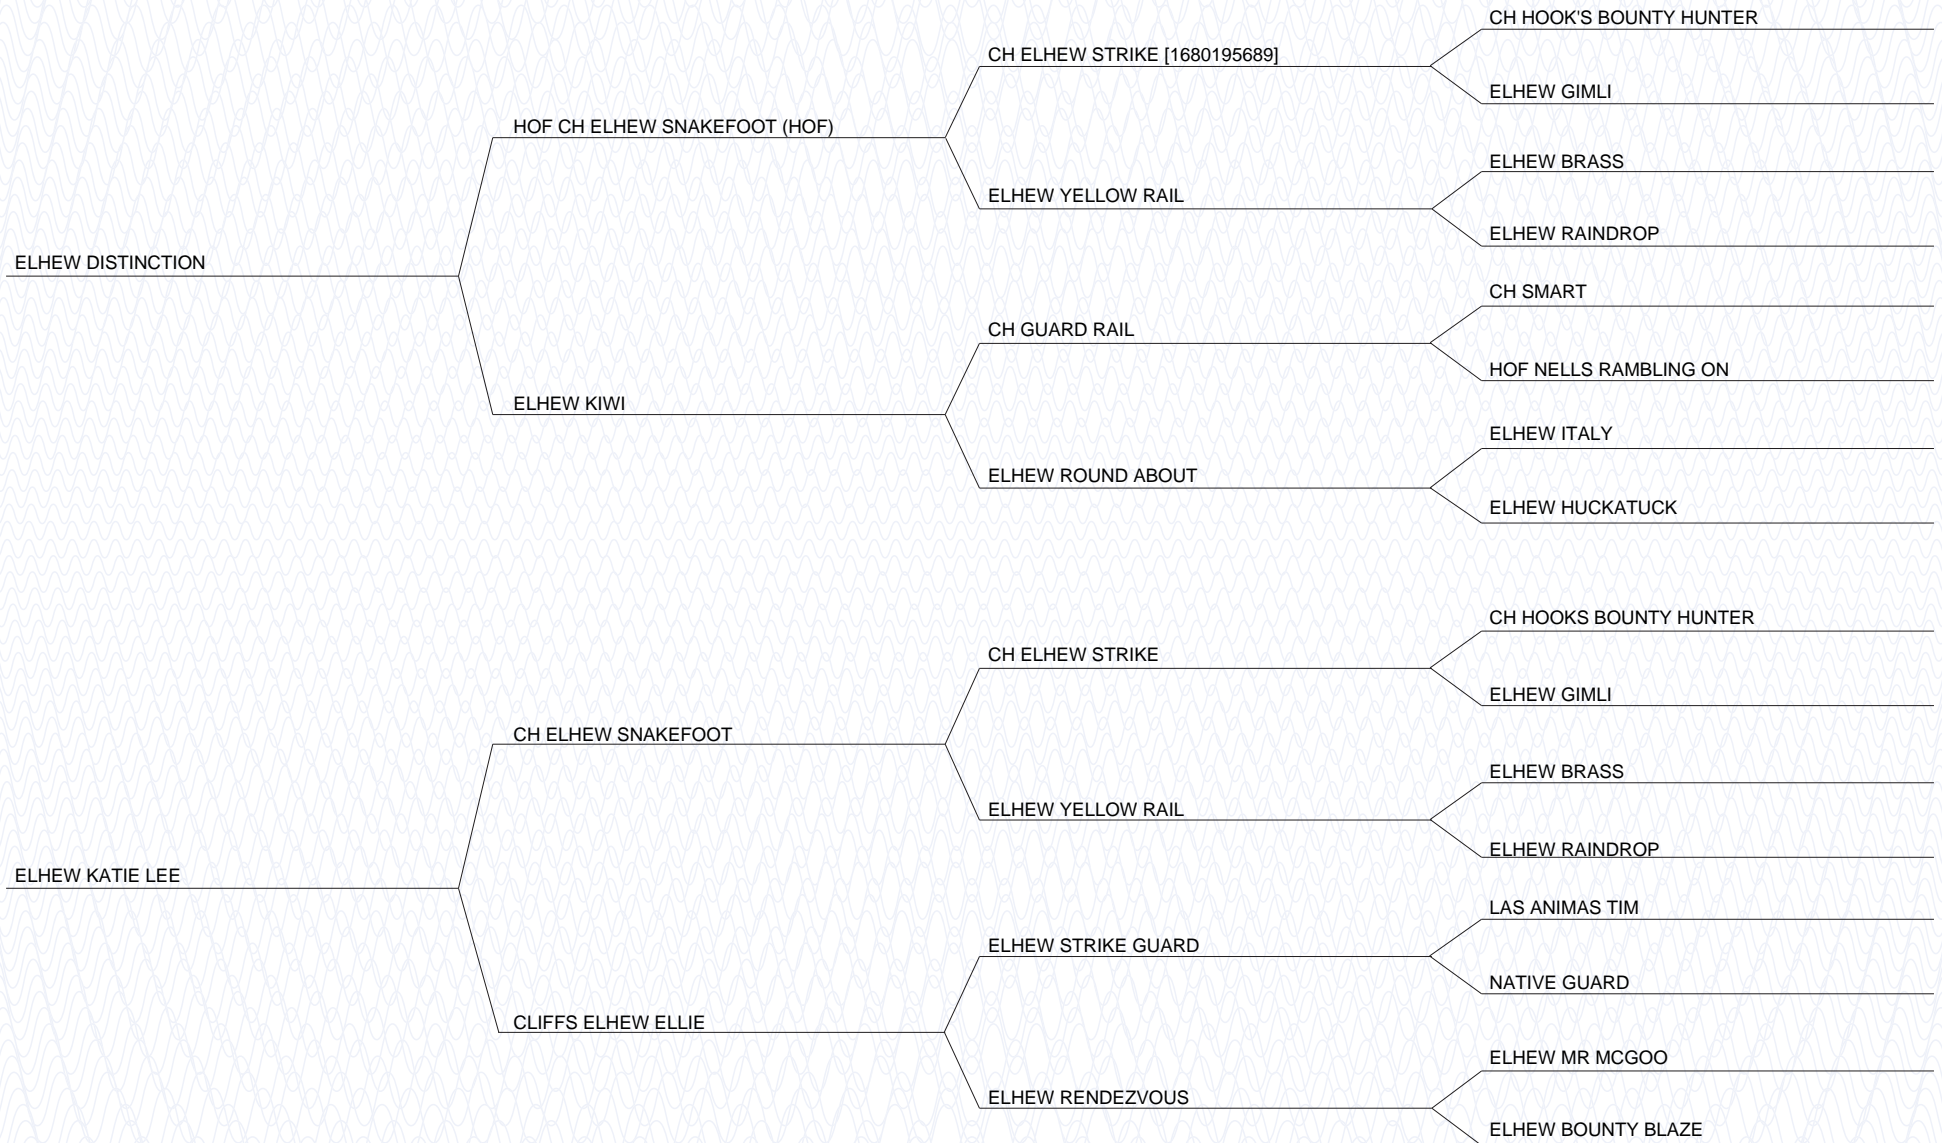 CH HOOK'S BOUNTY HUNTER
CH ELHEW STRIKE [1680195689]
ELHEW GIMLI
HOF CH ELHEW SNAKEFOOT (HOF)
ELHEW BRASS
ELHEW YELLOW RAIL
ELHEW RAINDROP
ELHEW DISTINCTION
CH SMART
CH GUARD RAIL
HOF NELLS RAMBLING ON
ELHEW KIWI
ELHEW ITALY
ELHEW ROUND ABOUT
ELHEW HUCKATUCK
CH HOOKS BOUNTY HUNTER
CH ELHEW STRIKE
ELHEW GIMLI
CH ELHEW SNAKEFOOT
ELHEW BRASS
ELHEW YELLOW RAIL
ELHEW RAINDROP
ELHEW KATIE LEE
LAS ANIMAS TIM
ELHEW STRIKE GUARD
NATIVE GUARD
CLIFFS ELHEW ELLIE
ELHEW MR MCGOO
ELHEW RENDEZVOUS
ELHEW BOUNTY BLAZE